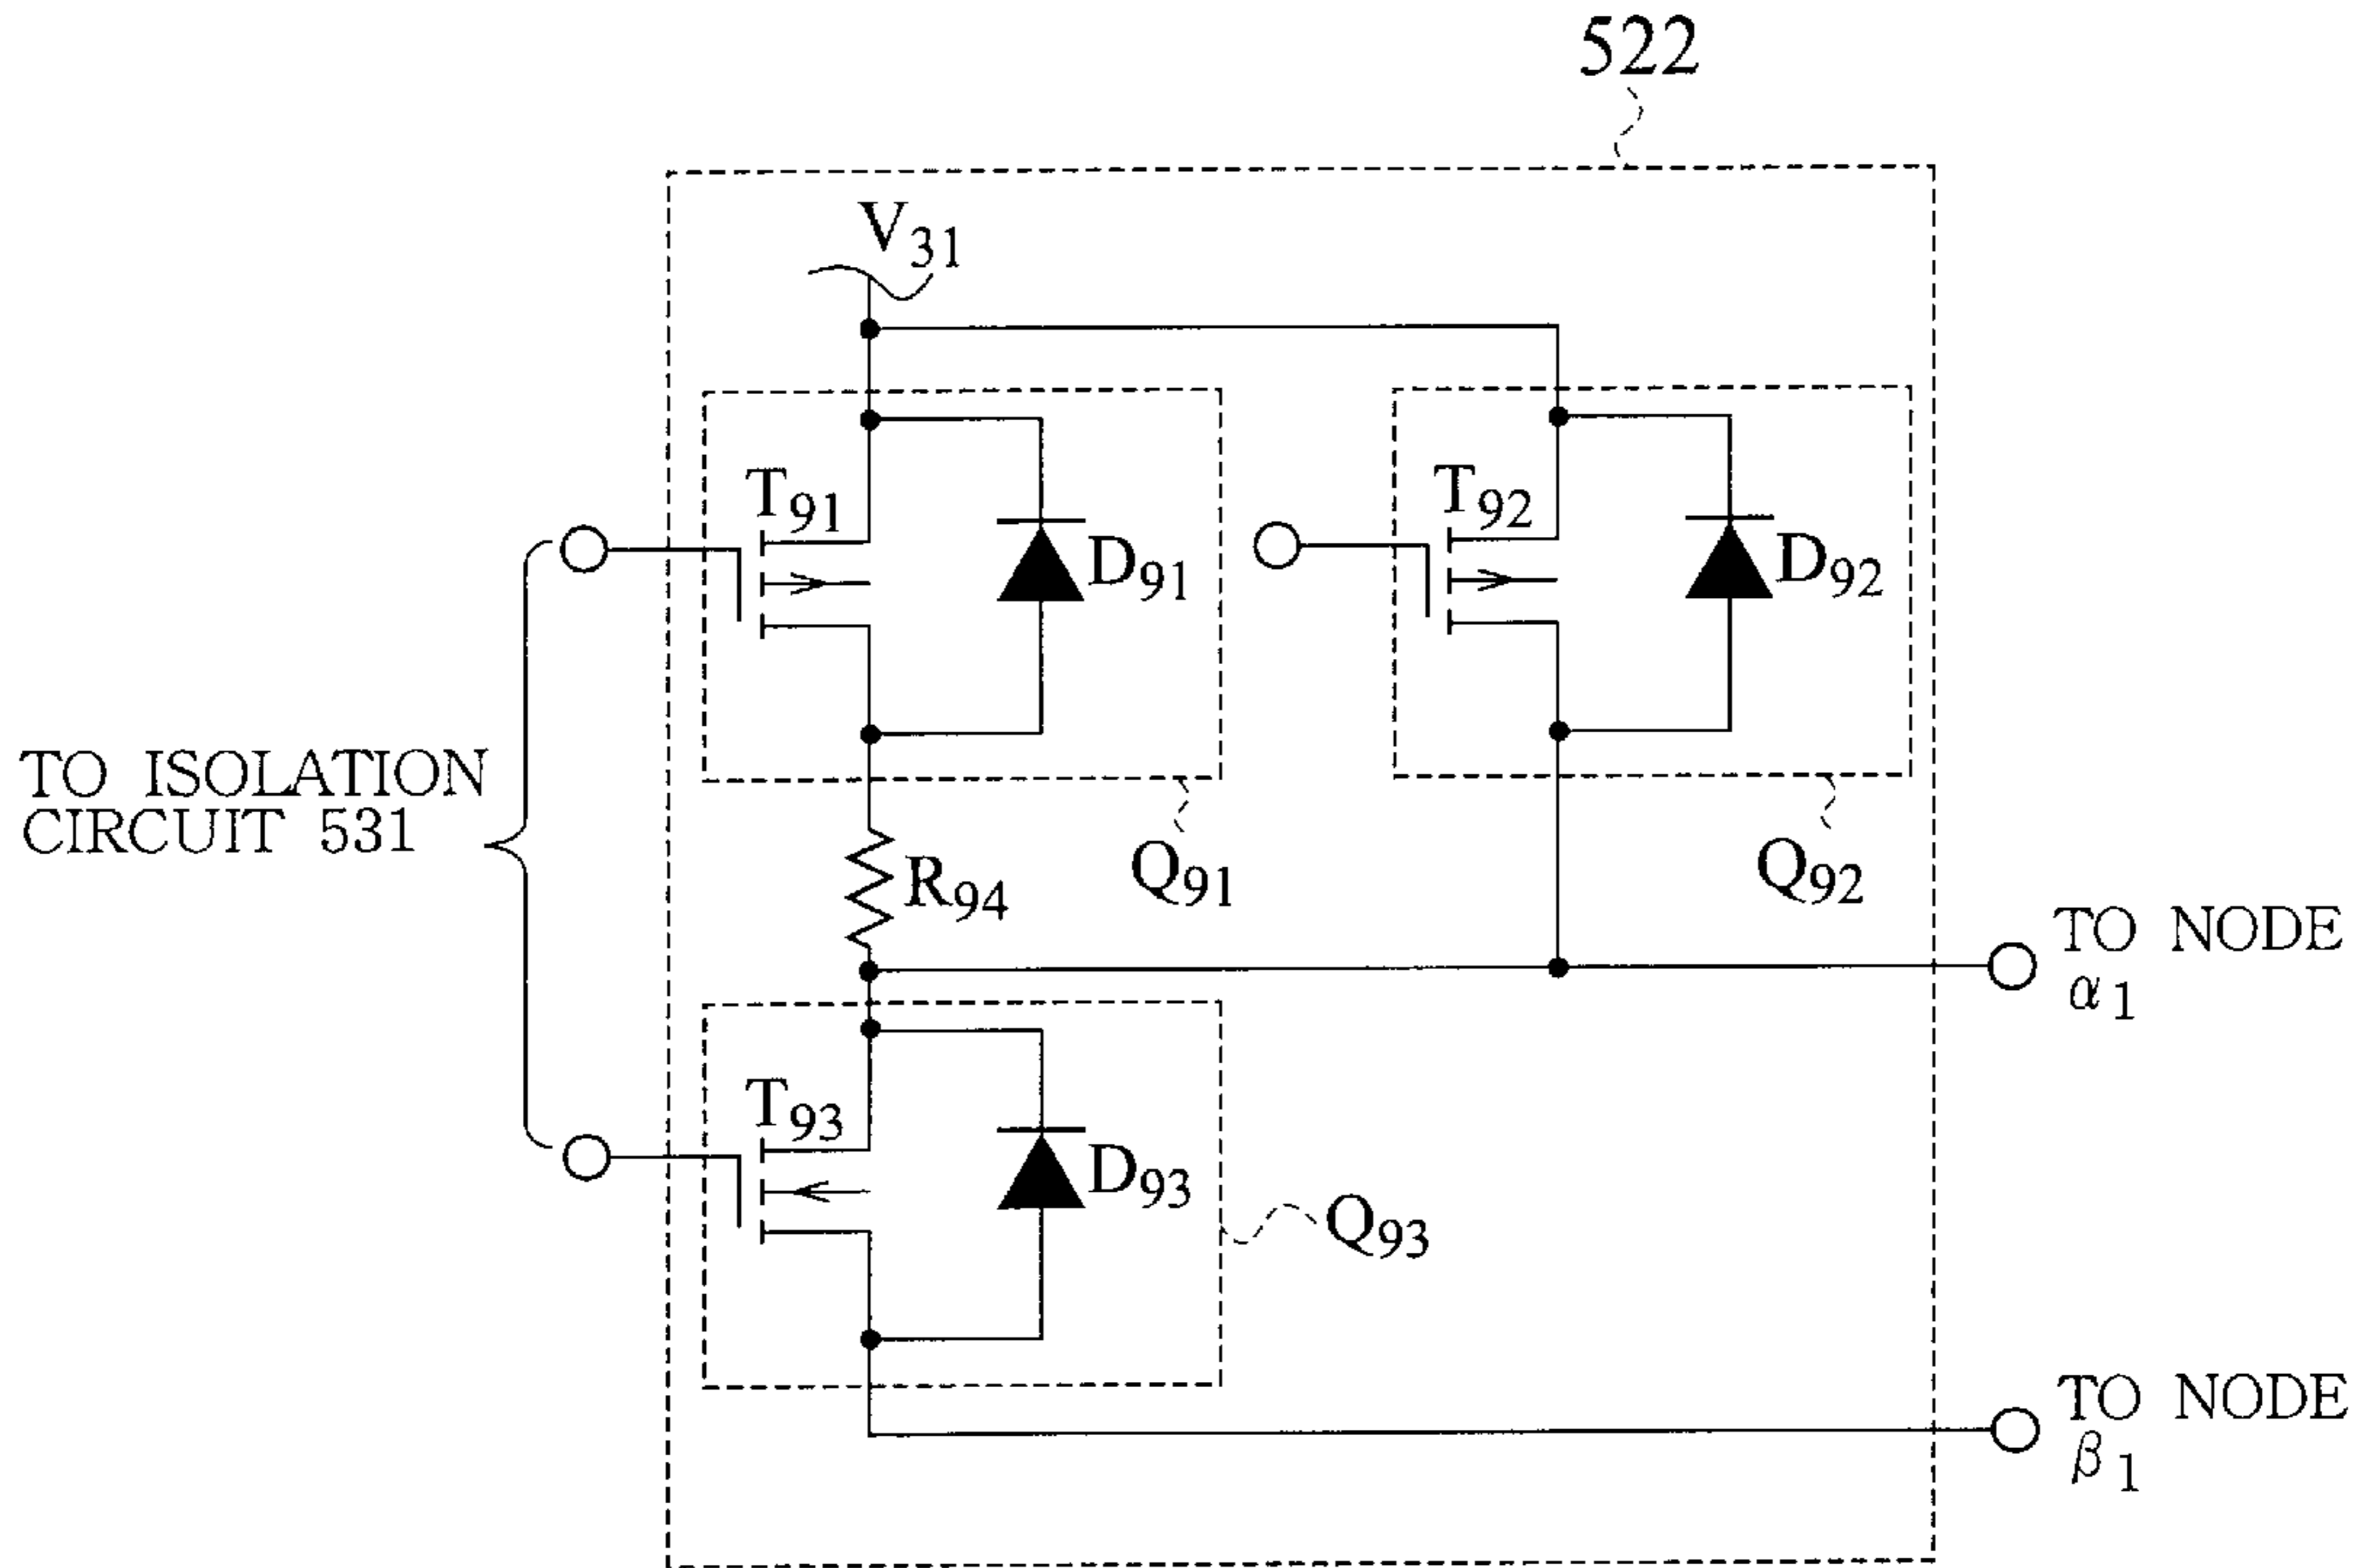 522
V31
T91
D91
T92
D92
TO ISOLATION
CIRCUIT 531
R94
Q91
Q92
TO NODE
α1
T93
D93
Q93
TO NODE
β1